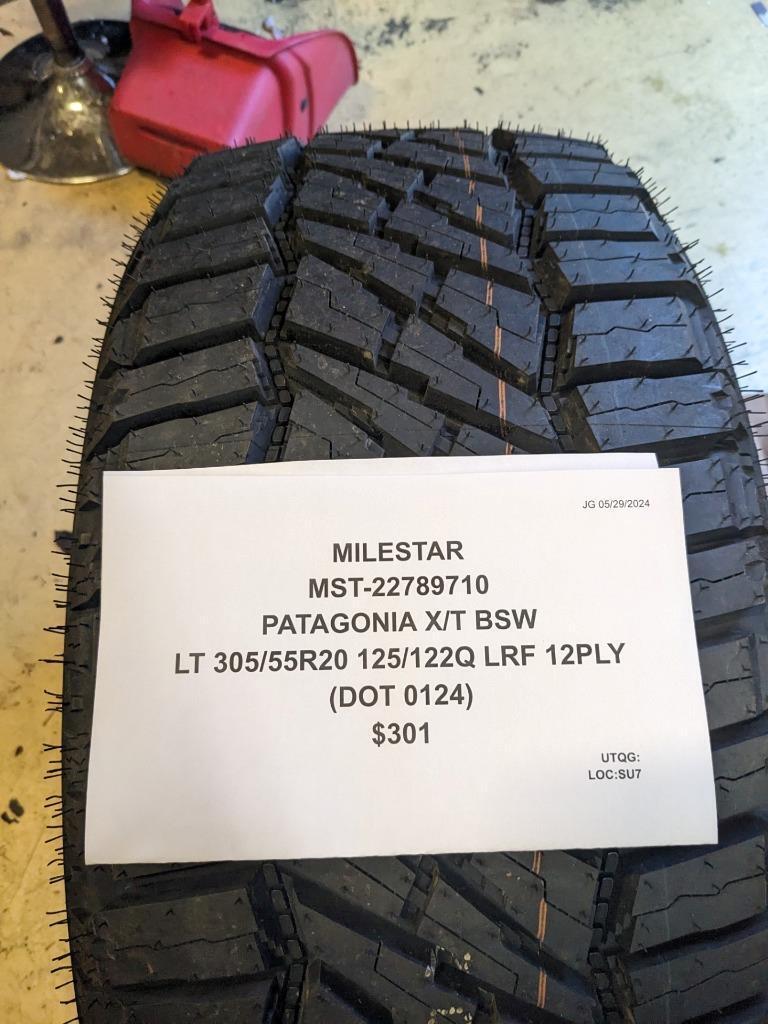 JG 05/29/2024
MILESTAR
MST-22789710
PATAGONIA X/T BSW
LT 305/55R20 125/122Q LRF 12PLY
(DOT 0124)
$301
UTQG:
LOC:SU7